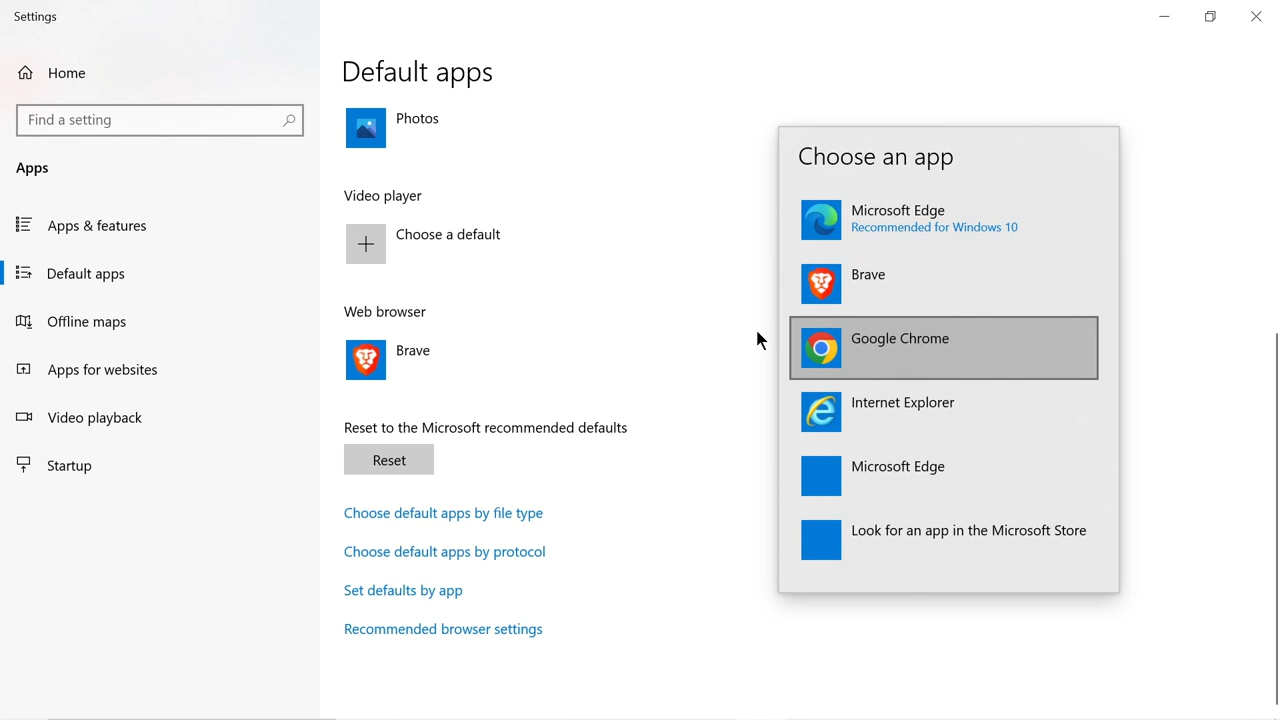 Settings
Home
Find a setting
Apps
Apps & features
Default apps
Offline maps
Apps for websites
Video playback
Startup
Default apps
Photos
Video player
Choose a default
Web browser
Brave
Reset to the Microsoft recommended defaults
Reset
Choose default apps by file type
Choose default apps by protocol
Set defaults by app
Recommended browser settings
Choose an app
Microsoft Edge
Recommended for Windows 10
Brave
Google Chrome
Internet Explorer
Microsoft Edge
Look for an app in the Microsoft Store